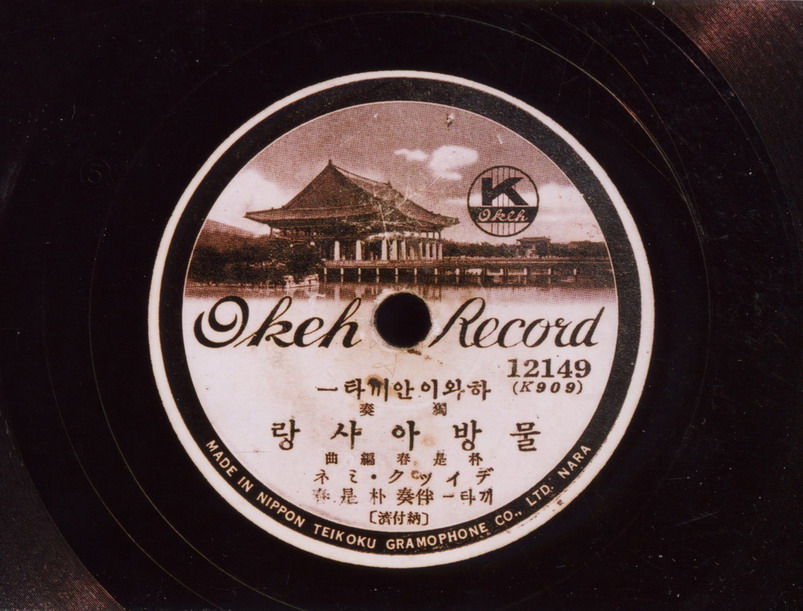 K
Okeh
Okeh Record
12149
(K909)
하와이안끼타ー
獨奏
물방아사랑
朴是春編曲
デイツク・ミネ
끼타ー伴奏 朴是春
[納付濟]
MADE IN NIPPON TEIKOKU GRAMOPHONE CO., LTD. NARA